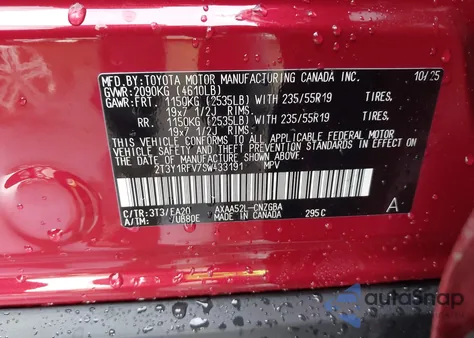 MFD.BY:TOYOTA MOTOR MANUFACTURING CANADA INC. 10/25
GVWR:2090KG (4610LB)
GAWR:FRT. 1150KG (2535LB) WITH 235/55R19 TIRES.
19x7 1/2J RIMS.
RR. 1150KG (2535LB) WITH 235/55R19 TIRES.
19x7 1/2J RIMS.
THIS VEHICLE CONFORMS TO ALL APPLICABLE FEDERAL MOTOR
VEHICLE SAFETY, BUMPER, AND THEFT PREVENTION STANDARDS
IN EFFECT ON THE DATE OF MANUFACTURE SHOWN ABOVE.
2T3Y1RFV7SW433191 MPV
C/TR:3T3/EA20 AXAA52L-CNZGBA
A/TM: -/UB80E MADE IN CANADA 295C A
autoSnap